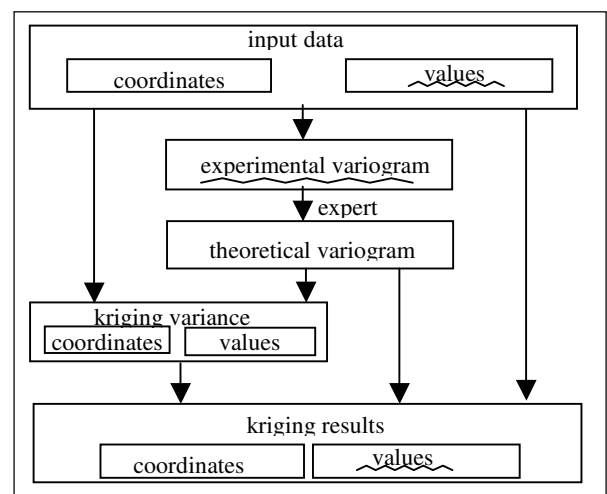 input data
coordinates
values
experimental variogram
expert
theoretical variogram
kriging variance
coordinates
values
kriging results
coordinates
values